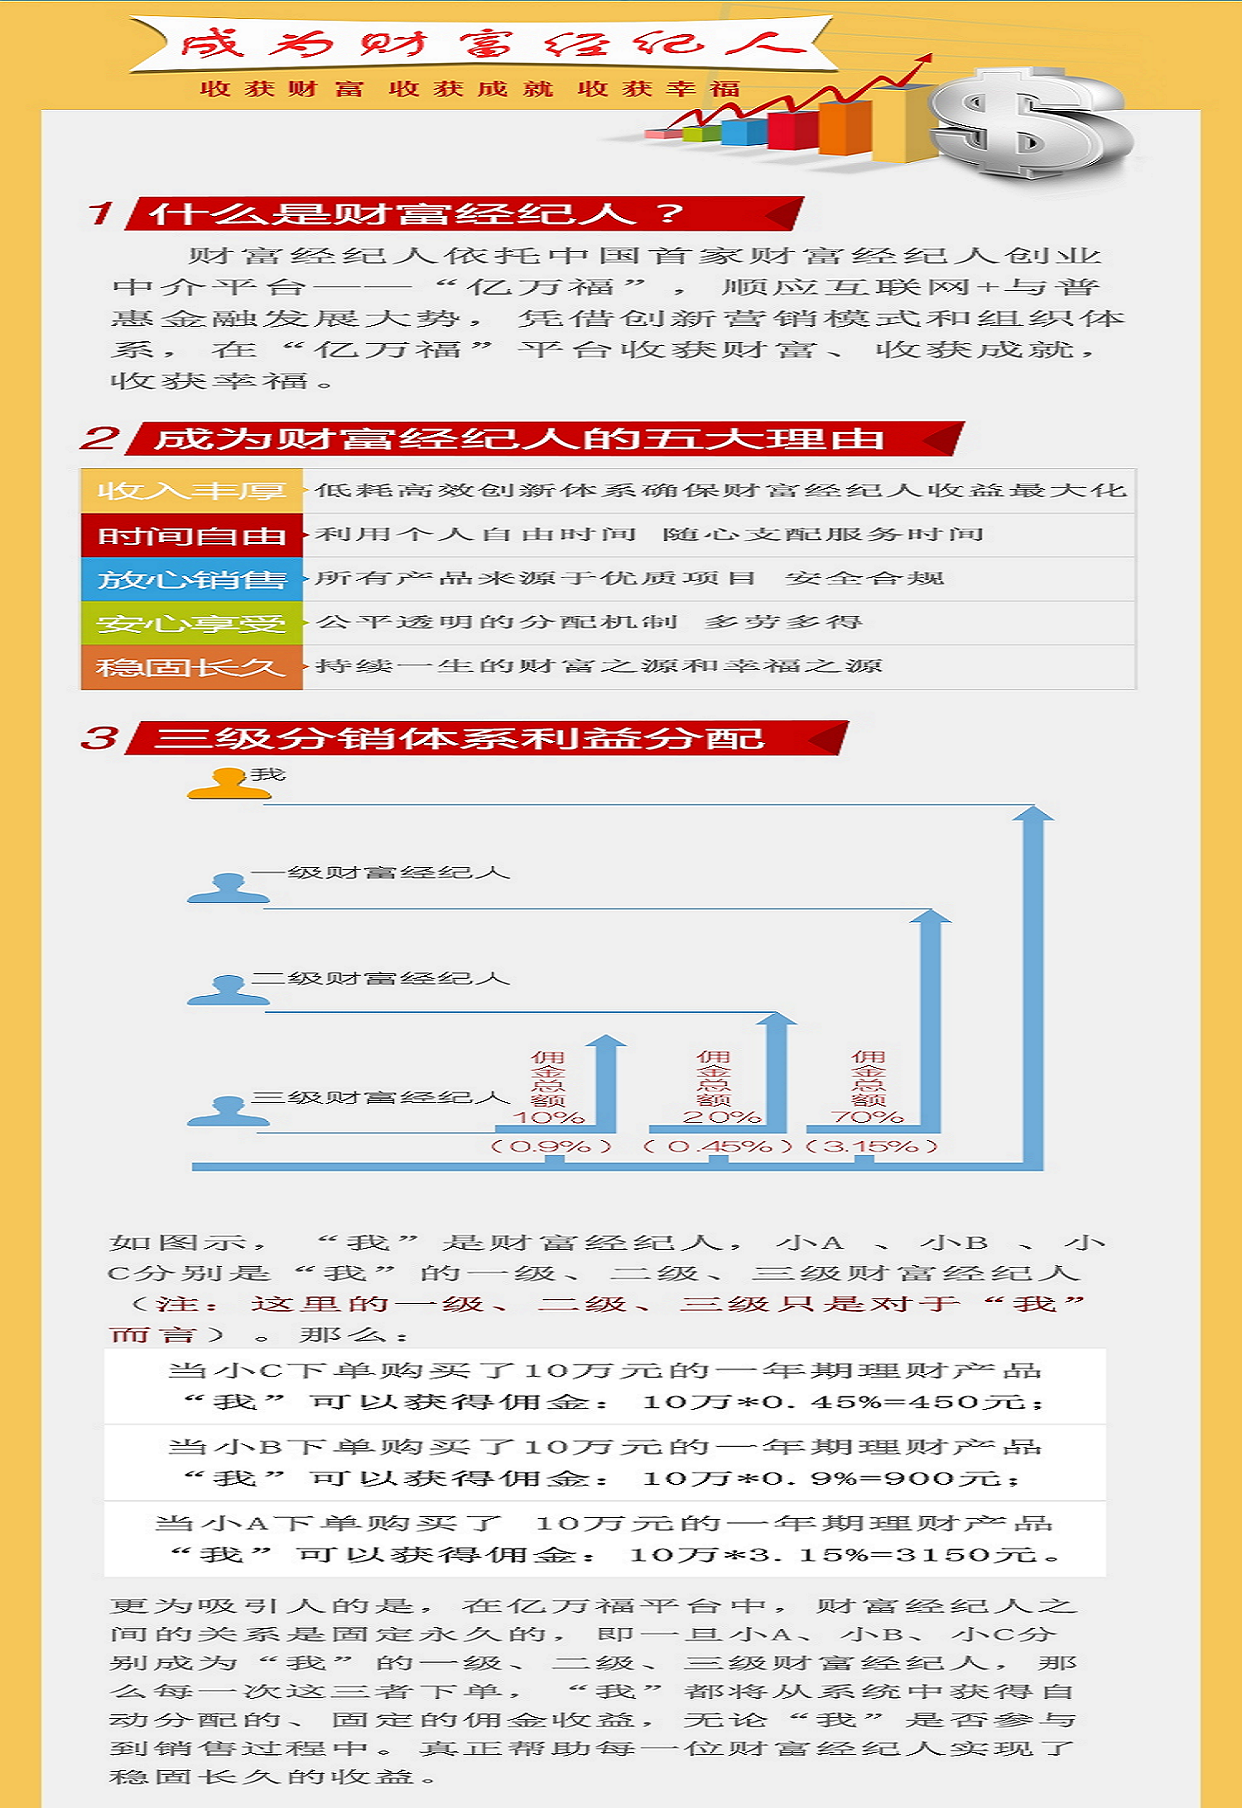 成为财富经纪人
收获财富 收获成就 收获幸福
1 什么是财富经纪人？
财富经纪人依托中国首家财富经纪人创业
中介平台——“亿万福”，顺应互联网+与普
惠金融发展大势，凭借创新营销模式和组织体
系，在“亿万福”平台收获财富、收获成就，
收获幸福。
2 成为财富经纪人的五大理由
收入丰厚 低耗高效创新体系确保财富经纪人收益最大化
时间自由 利用个人自由时间 随心支配服务时间
放心销售 所有产品来源于优质项目 安全合规
安心享受 公平透明的分配机制 多劳多得
稳固长久 持续一生的财富之源和幸福之源
3 三级分销体系利益分配
我
一级财富经纪人
二级财富经纪人
三级财富经纪人
佣金总额 佣金总额 佣金总额
10% 20% 70%
(0.9%) (0.45%) (3.15%)
如图示，“我”是财富经纪人，小A 、小B 、小
C分别是“我”的一级、二级、三级财富经纪人
（注：这里的一级、二级、三级只是对于“我”
而言）。那么：
当小C下单购买了10万元的一年期理财产品
“我”可以获得佣金：10万*0.45%=450元；
当小B下单购买了10万元的一年期理财产品
“我”可以获得佣金：10万*0.9%=900元；
当小A下单购买了 10万元的一年期理财产品
“我”可以获得佣金：10万*3.15%=3150元。
更为吸引人的是，在亿万福平台中，财富经纪人之
间的关系是固定永久的，即一旦小A、小B、小C分
别成为“我”的一级、二级、三级财富经纪人，那
么每一次这三者下单，“我”都将从系统中获得自
动分配的、固定的佣金收益，无论“我”是否参与
到销售过程中。真正帮助每一位财富经纪人实现了
稳固长久的收益。